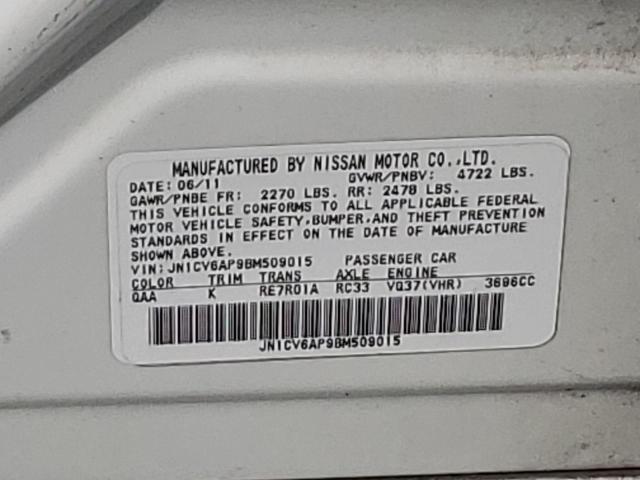 MANUFACTURED BY NISSAN MOTOR CO.,LTD.
DATE: 06/11 GVWR/PNBV: 4722 LBS.
GAWR/PNBE FR: 2270 LBS. RR: 2478 LBS.
THIS VEHICLE CONFORMS TO ALL APPLICABLE FEDERAL
MOTOR VEHICLE SAFETY,BUMPER,AND THEFT PREVENTION
STANDARDS IN EFFECT ON THE DATE OF MANUFACTURE
SHOWN ABOVE.
VIN: JN1CV6AP9BM509015 PASSENGER CAR
COLOR TRIM TRANS AXLE ENGINE
QAA K RE7R01A RC33 VQ37(VHR) 3696CC
JN1CV6AP9BM509015